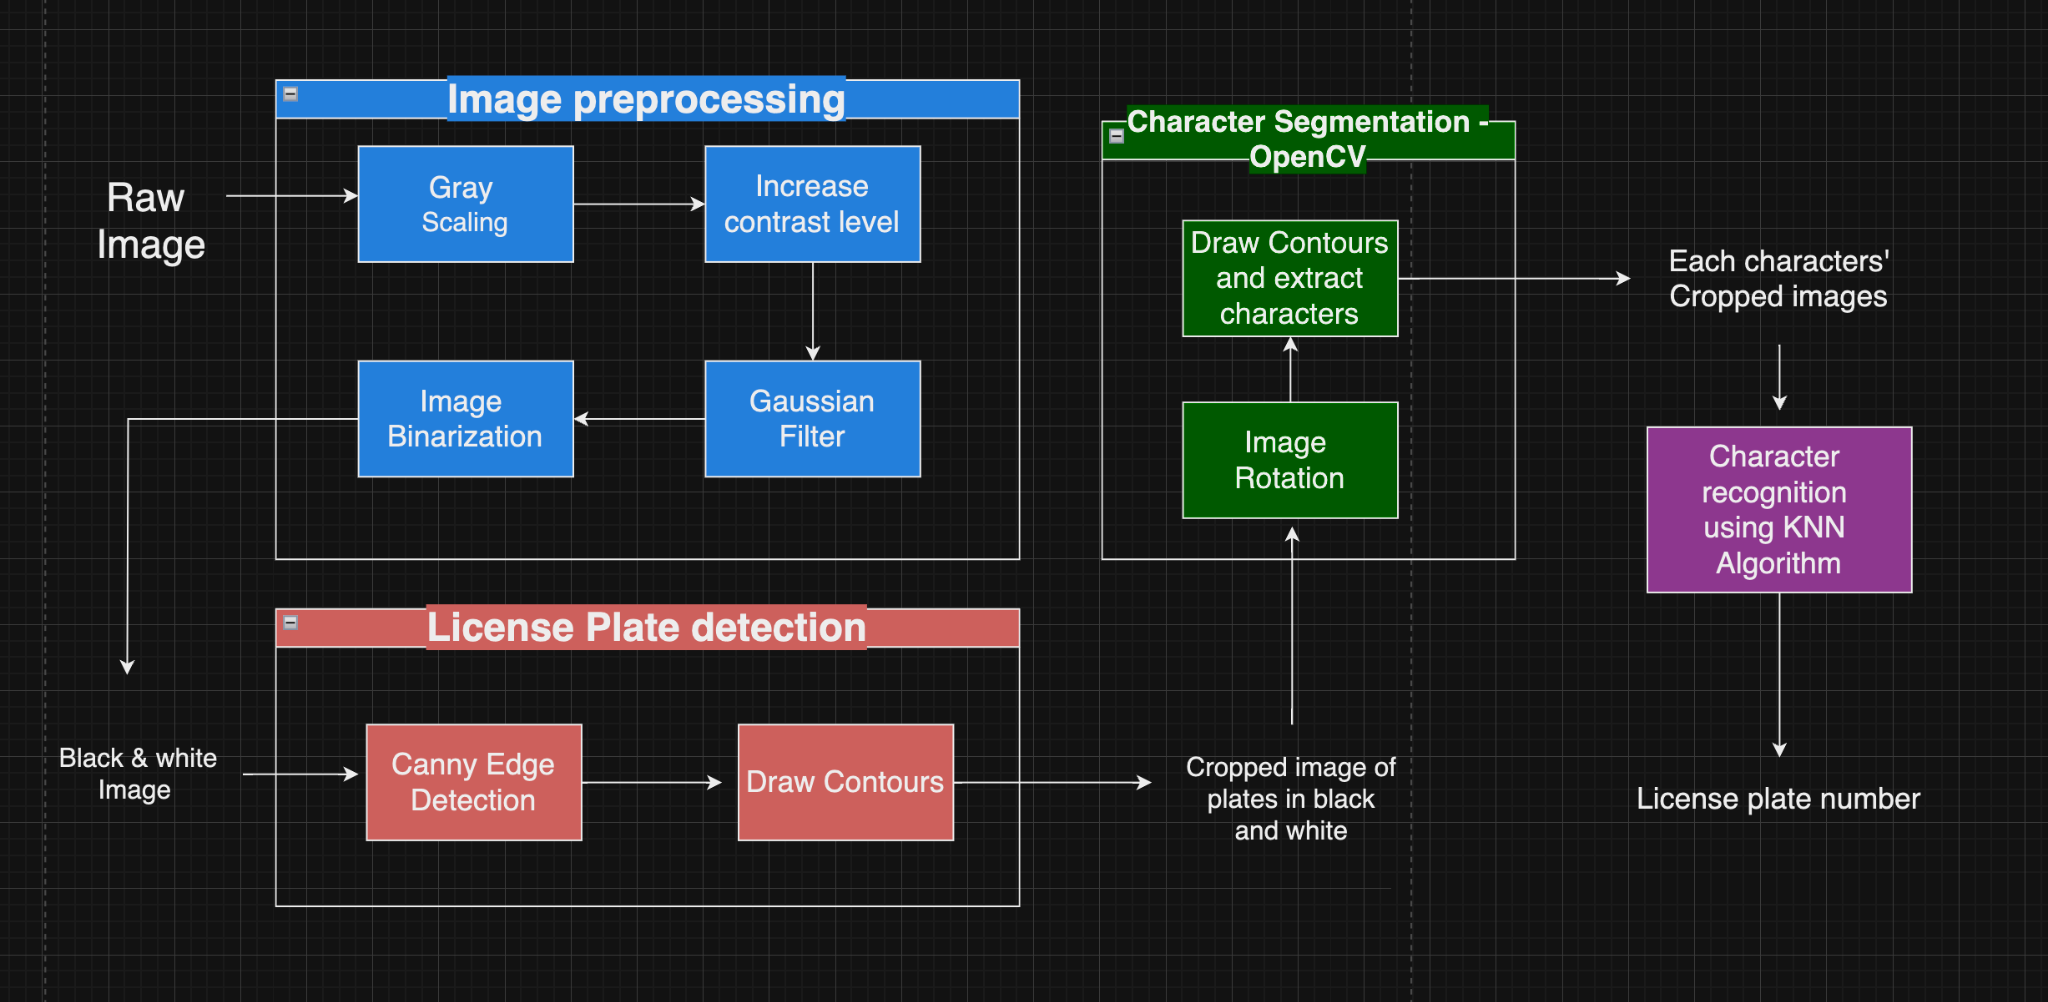 Image preprocessing
Raw
Image
Gray
Scaling
Increase
contrast level
Gaussian
Filter
Image
Binarization
License Plate detection
Black & white
Image
Canny Edge
Detection
Draw Contours
Cropped image of
plates in black
and white
Character Segmentation -
OpenCV
Image
Rotation
Draw Contours
and extract
characters
Each characters'
Cropped images
Character
recognition
using KNN
Algorithm
License plate number